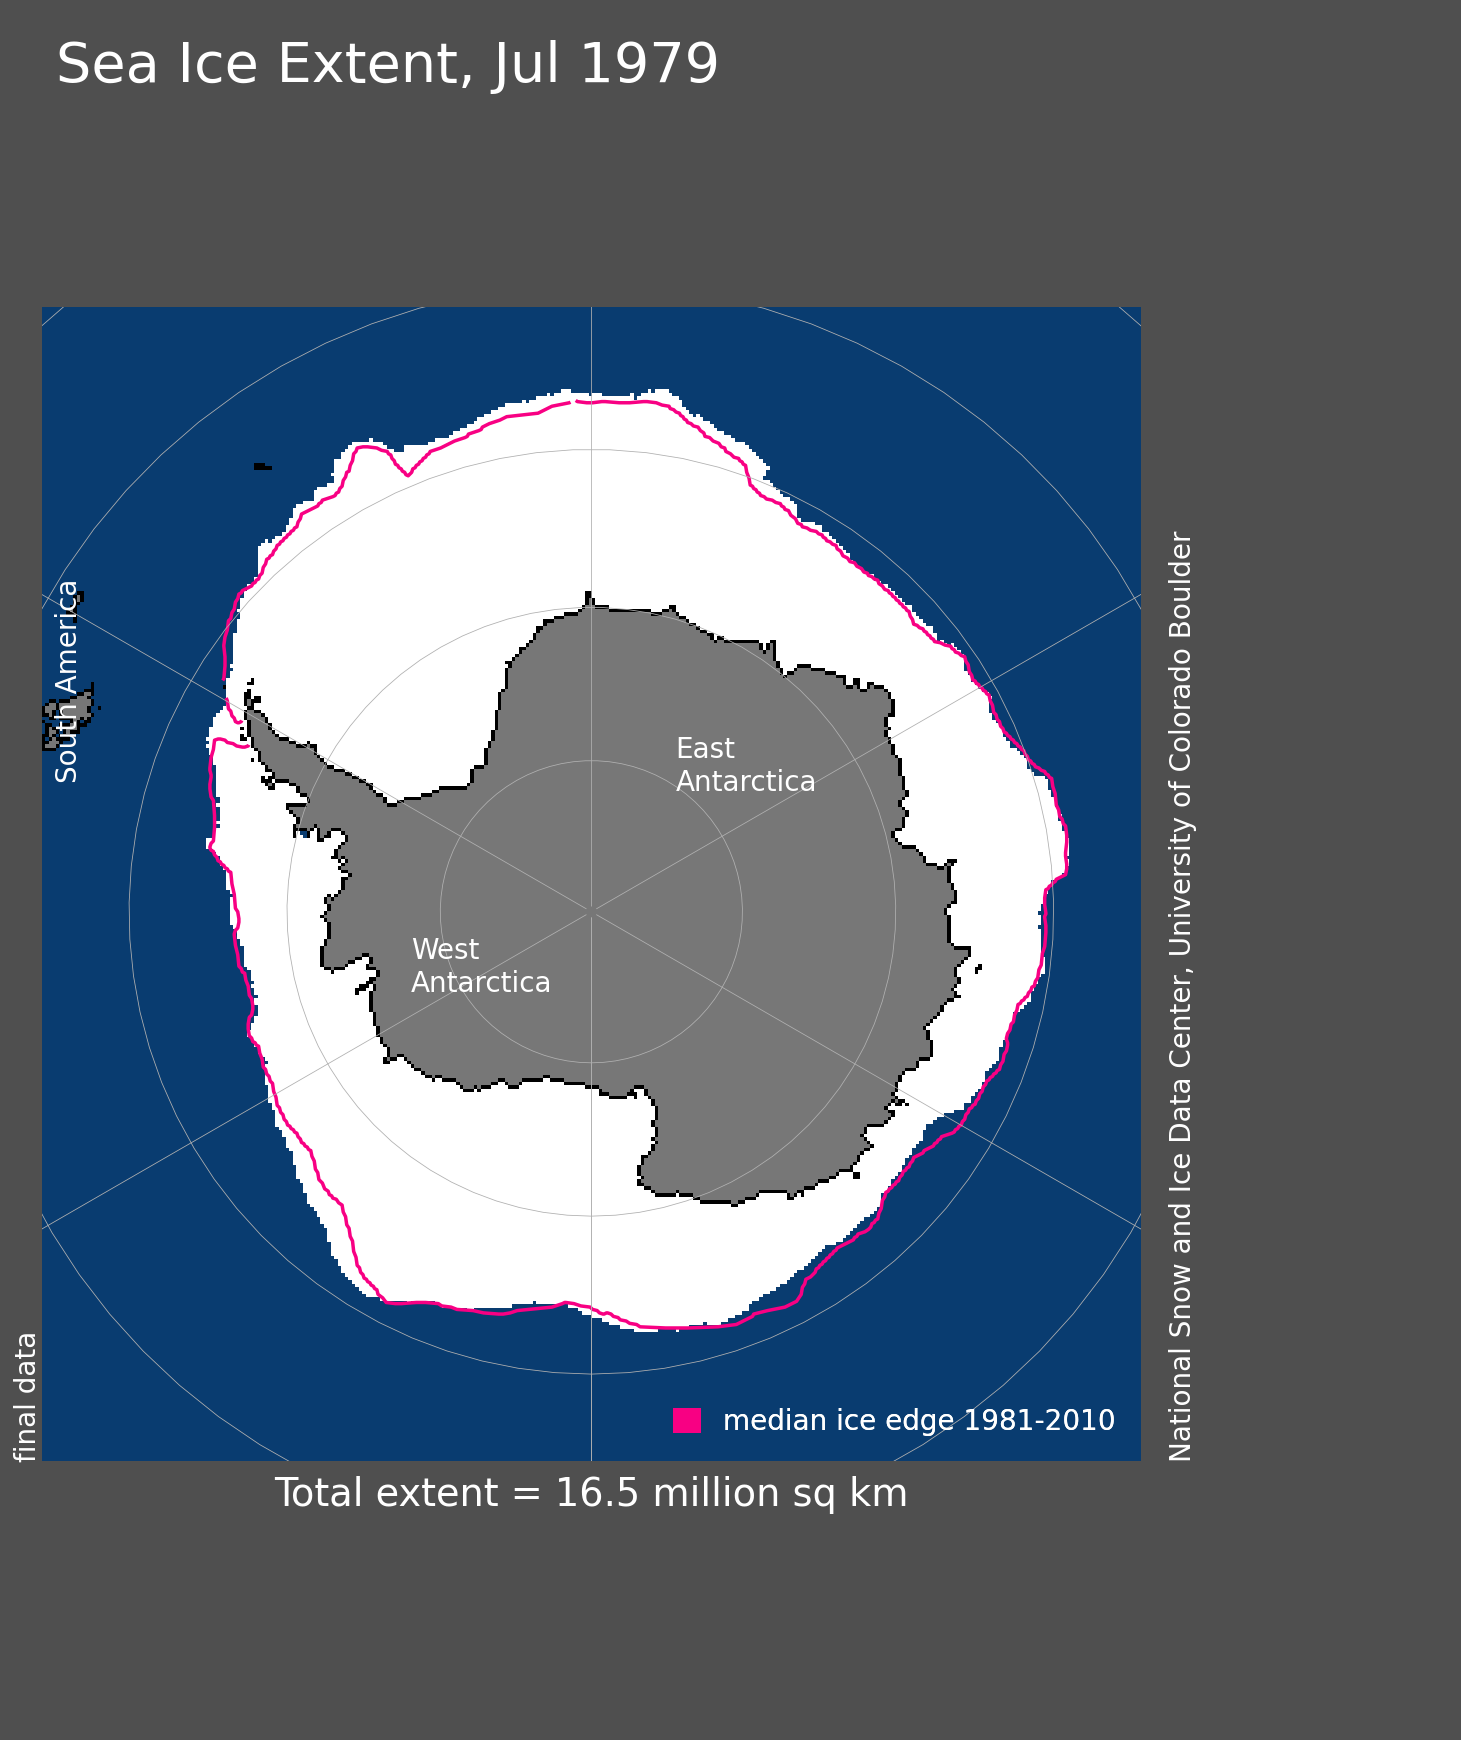 Sea Ice Extent, Jul 1979
South America
East
Antarctica
West
Antarctica
National Snow and Ice Data Center, University of Colorado Boulder
final data
median ice edge 1981-2010
Total extent = 16.5 million sq km